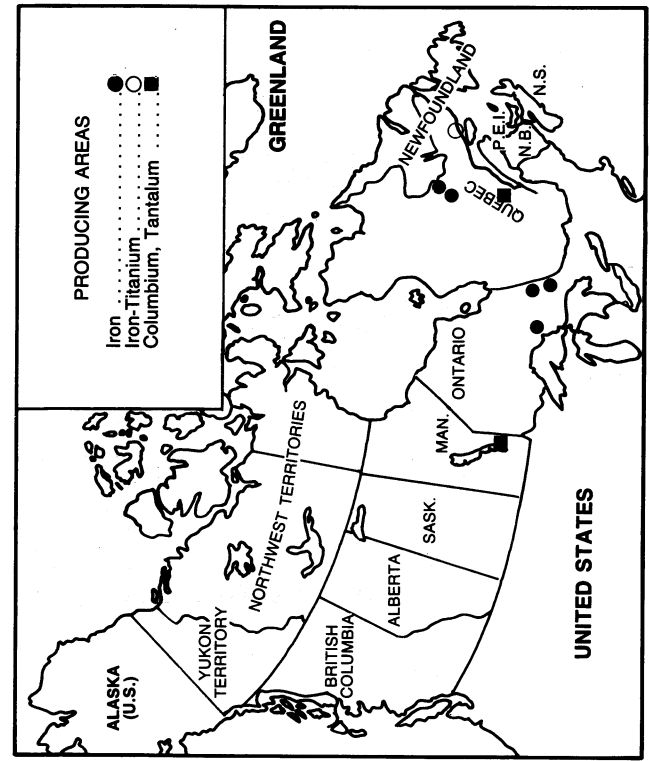 PRODUCING AREAS
Iron ..................
Iron-Titanium ..................
Columbium, Tantalum .....
GREENLAND
ALASKA
(U.S.)
YUKON
TERRITORY
NORTHWEST TERRITORIES
BRITISH
COLUMBIA
ALBERTA
SASK.
MAN.
ONTARIO
QUEBEC
NEWFOUNDLAND
P.E.I.
N.B.
N.S.
UNITED STATES